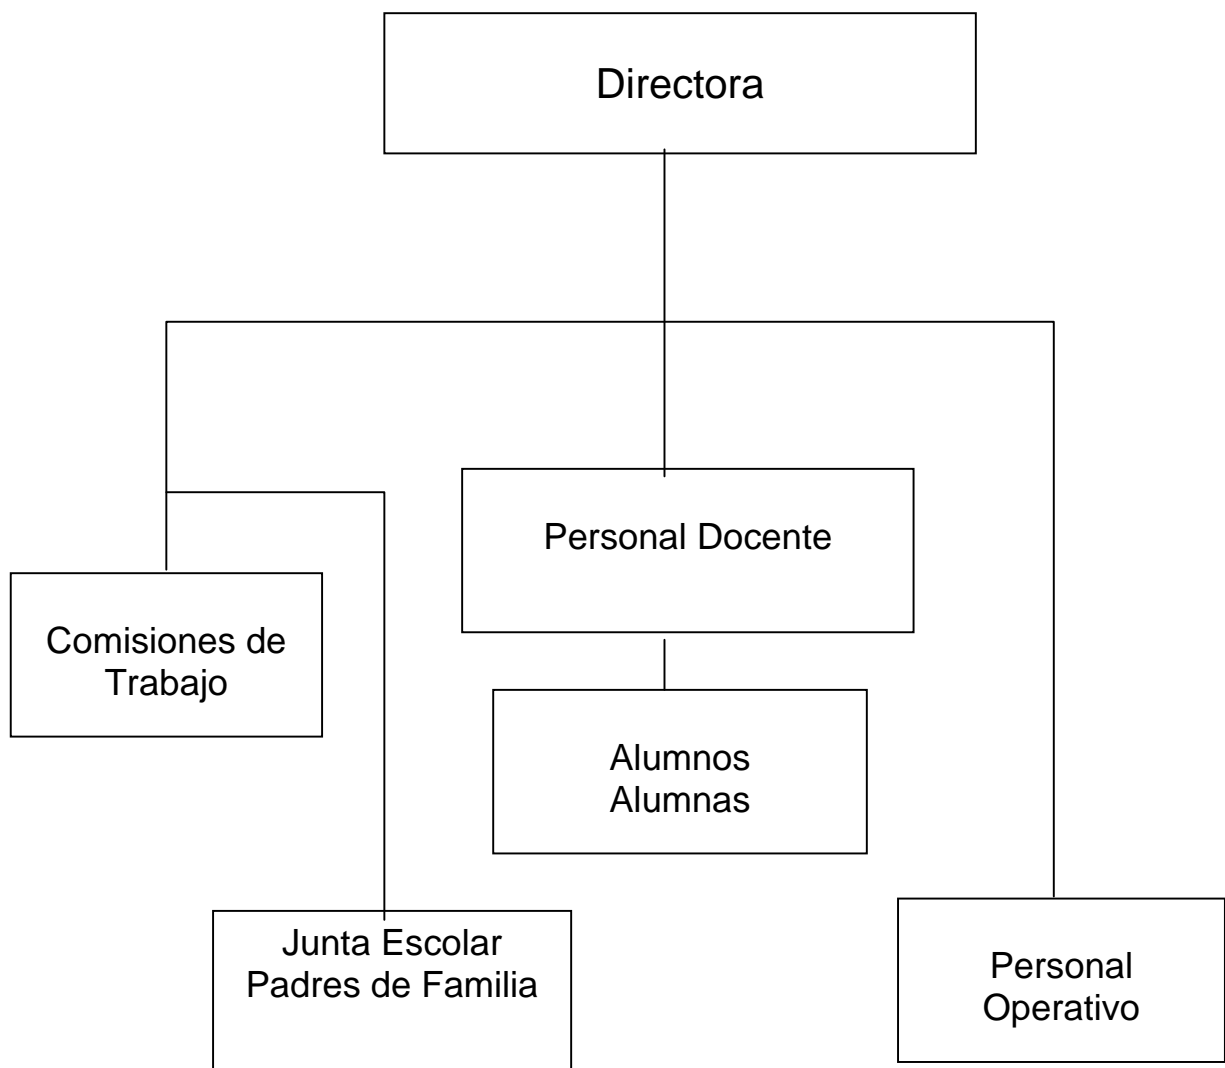 Directora
Personal Docente
Comisiones de
Trabajo
Alumnos
Alumnas
Junta Escolar
Padres de Familia
Personal
Operativo